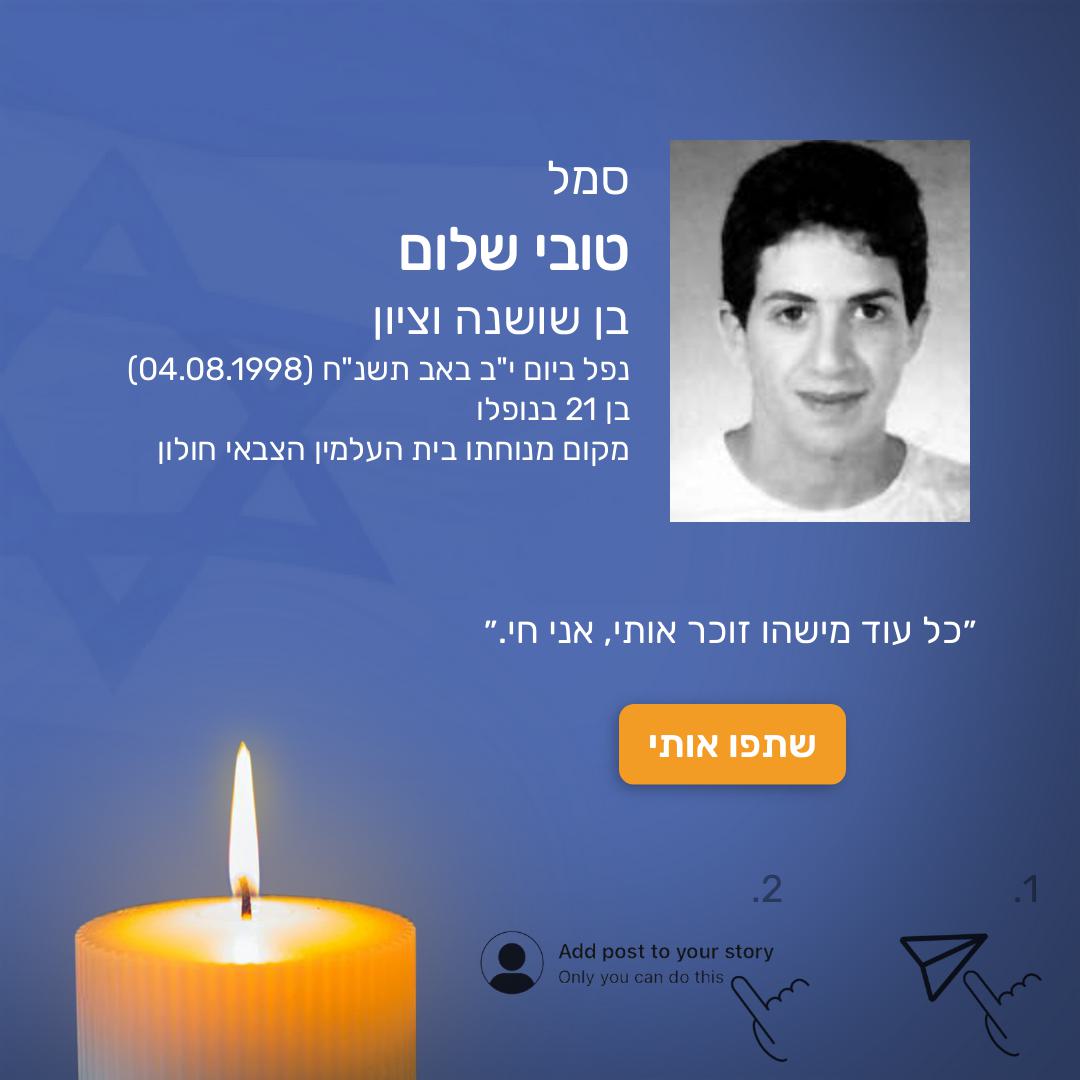 סמל
טובי שלום
בן שושנה וציון
נפל ביום י"ב באב תשנ"ח (04.08.1998)
בן 21 בנופלו
מקום מנוחתו בית העלמין הצבאי חולון
״כל עוד מישהו זוכר אותי, אני חי.״
שתפו אותי
1.
2.
Add post to your story
Only you can do this